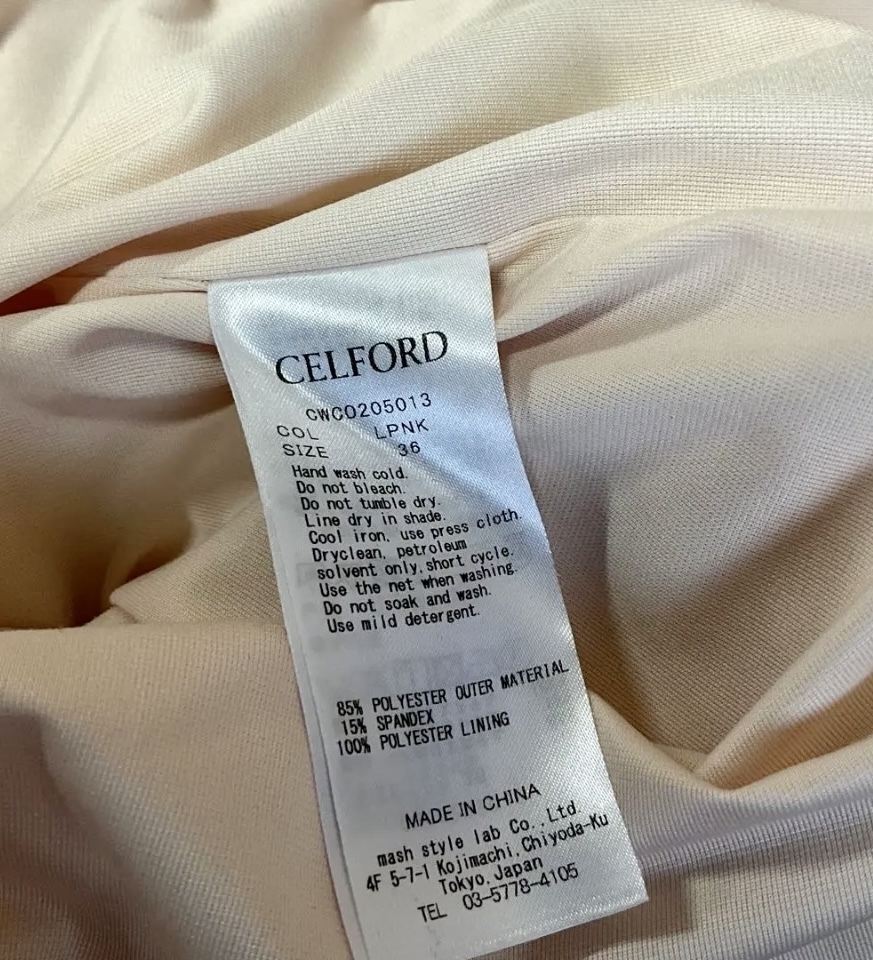 CELFORD
CWCO205013
COL LPNK
SIZE 36
Hand wash cold.
Do not bleach.
Do not tumble dry.
Line dry in shade.
Cool iron, use press cloth.
Dryclean, petroleum
solvent only, short cycle.
Use the net when washing.
Do not soak and wash.
Use mild detergent.
85% POLYESTER OUTER MATERIAL
15% SPANDEX
100% POLYESTER LINING
MADE IN CHINA
mash style lab Co.,Ltd.
4F 5-7-1 Kojimachi, Chiyoda-Ku
Tokyo, Japan
TEL 03-5778-4105